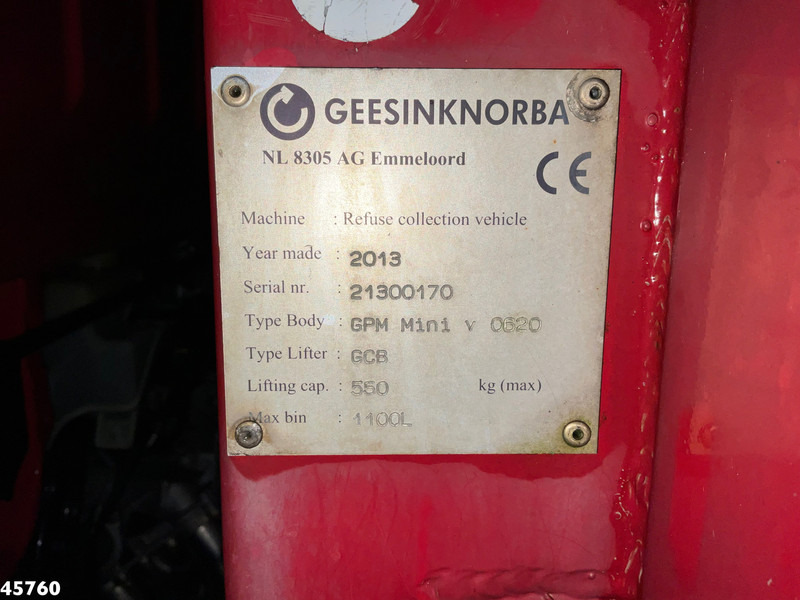 GEESINKNORBA
NL 8305 AG Emmeloord
CE
Machine : Refuse collection vehicle
Year made : 2013
Serial nr. : 21300170
Type Body : GPM Mini v 0620
Type Lifter : GCB
Lifting cap. : 550 kg (max)
Max bin : 1100L
45760